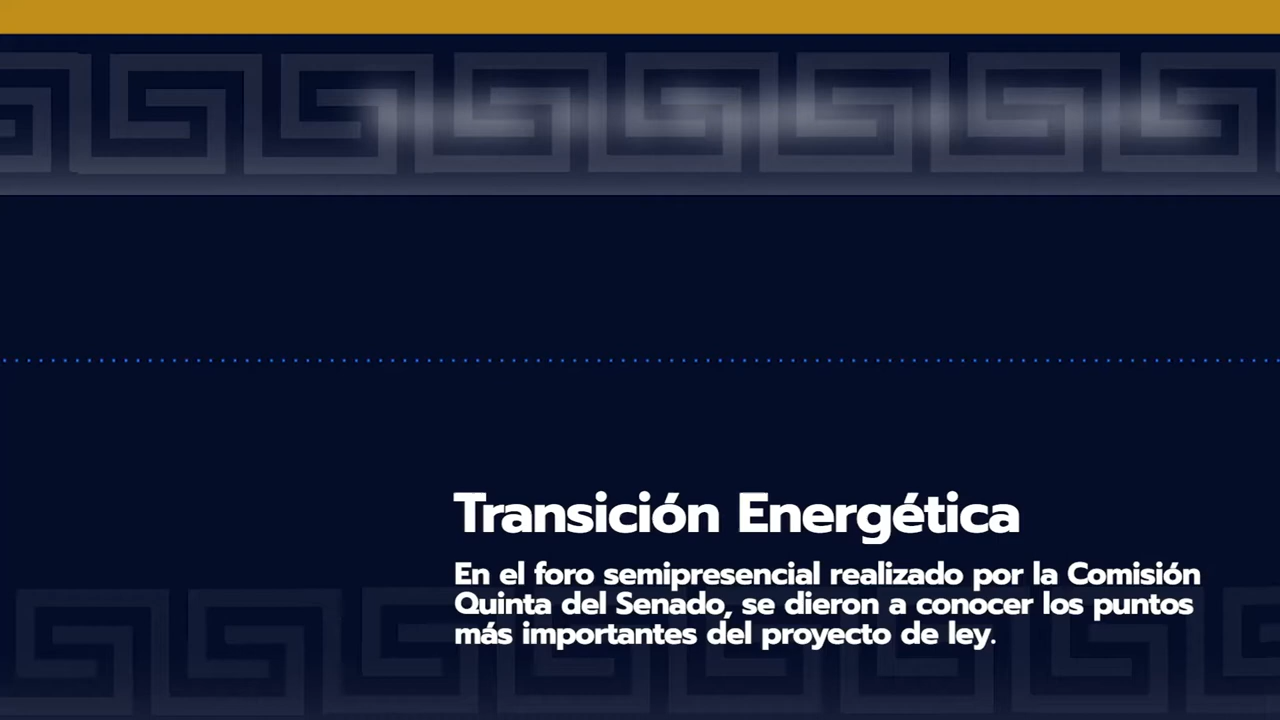 Transición Energética
En el foro semipresencial realizado por la Comisión
Quinta del Senado, se dieron a conocer los puntos
más importantes del proyecto de ley.